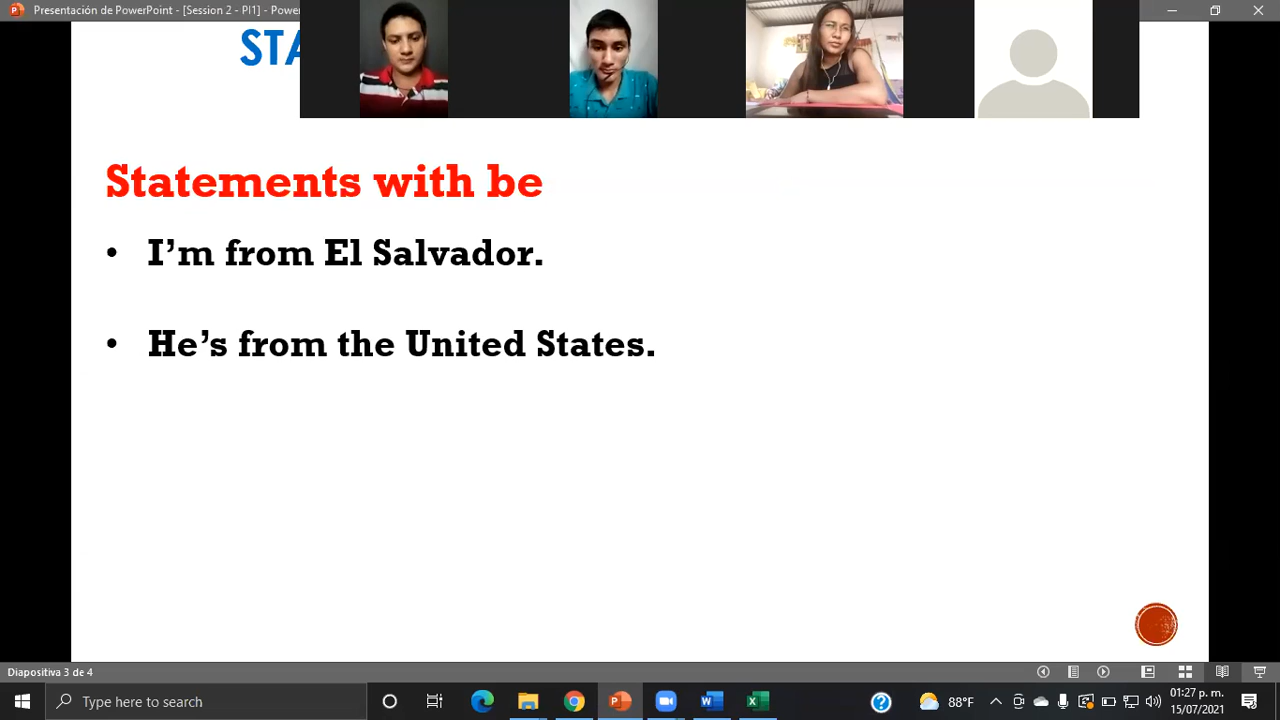 Presentación de PowerPoint - [Session 2 - PI1] - Pow
STA
Statements with be
• I’m from El Salvador.
• He’s from the United States.
Diapositiva 3 de 4
Type here to search
88°F
01:27 p. m.
15/07/2021